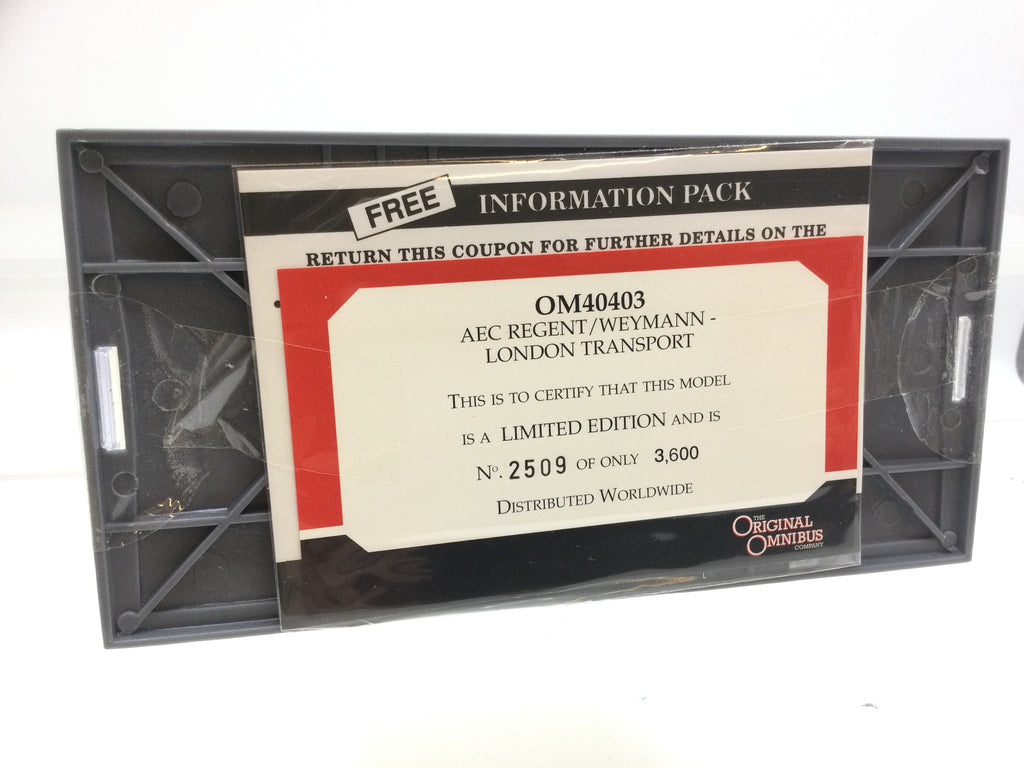 FREE INFORMATION PACK
RETURN THIS COUPON FOR FURTHER DETAILS ON THE
OM40403
AEC REGENT/WEYMANN -
LONDON TRANSPORT
THIS IS TO CERTIFY THAT THIS MODEL
IS A LIMITED EDITION AND IS
No. 2509 OF ONLY 3,600
DISTRIBUTED WORLDWIDE
THE
ORIGINAL
OMNIBUS
COMPANY